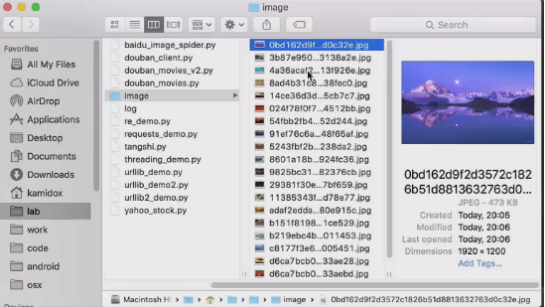 image
Search
Favorites
All My Files
iCloud Drive
AirDrop
Applications
Desktop
Documents
Downloads
kamidox
lab
work
code
android
osx
baidu_image_spider.py
douban_client.py
douban_movies_v2.py
douban_movies.py
image
log
re_demo.py
requests_demo.py
tangshi.py
threading_demo.py
urllib_demo.py
urllib_demo2.py
urllib2_demo.py
yahoo_stock.py
0bd162d9f...d0c32e.jpg
3b87e950...3138a2e.jpg
4a36acaf2...13f926e.jpg
8ad4b31c8...38fec0.jpg
14ce36d3d...5cb7c7.jpg
024f78f0f7...4512bb.jpg
54fbb2fb4...52d244.jpg
91ef76c6a...48f65af.jpg
5243fbf2b...238da2.jpg
8601a18b...924fc36.jpg
9825bc31...82376cb.jpg
29381f30e...7bf659.jpg
11385343f...d78e77.jpg
adaf2edda...80e915c.jpg
b151f8198...1ce529.jpg
b219ebc4b...011453.jpg
c8177f3e6...005451.jpg
d6ca7bcb0...33ae28.jpg
d6ca7bcb0...33aebd.jpg
0bd162d9f2d3572c182
6b51d8813632763d0...
JPEG - 473 KB
Created Today, 20:05
Modified Today, 20:06
Last opened Today, 20:06
Dimensions 1920 × 1200
Add Tags...
Macintosh H
image
0bd162d9f2d3572c1826b51d8813632763d0c32e.jpg